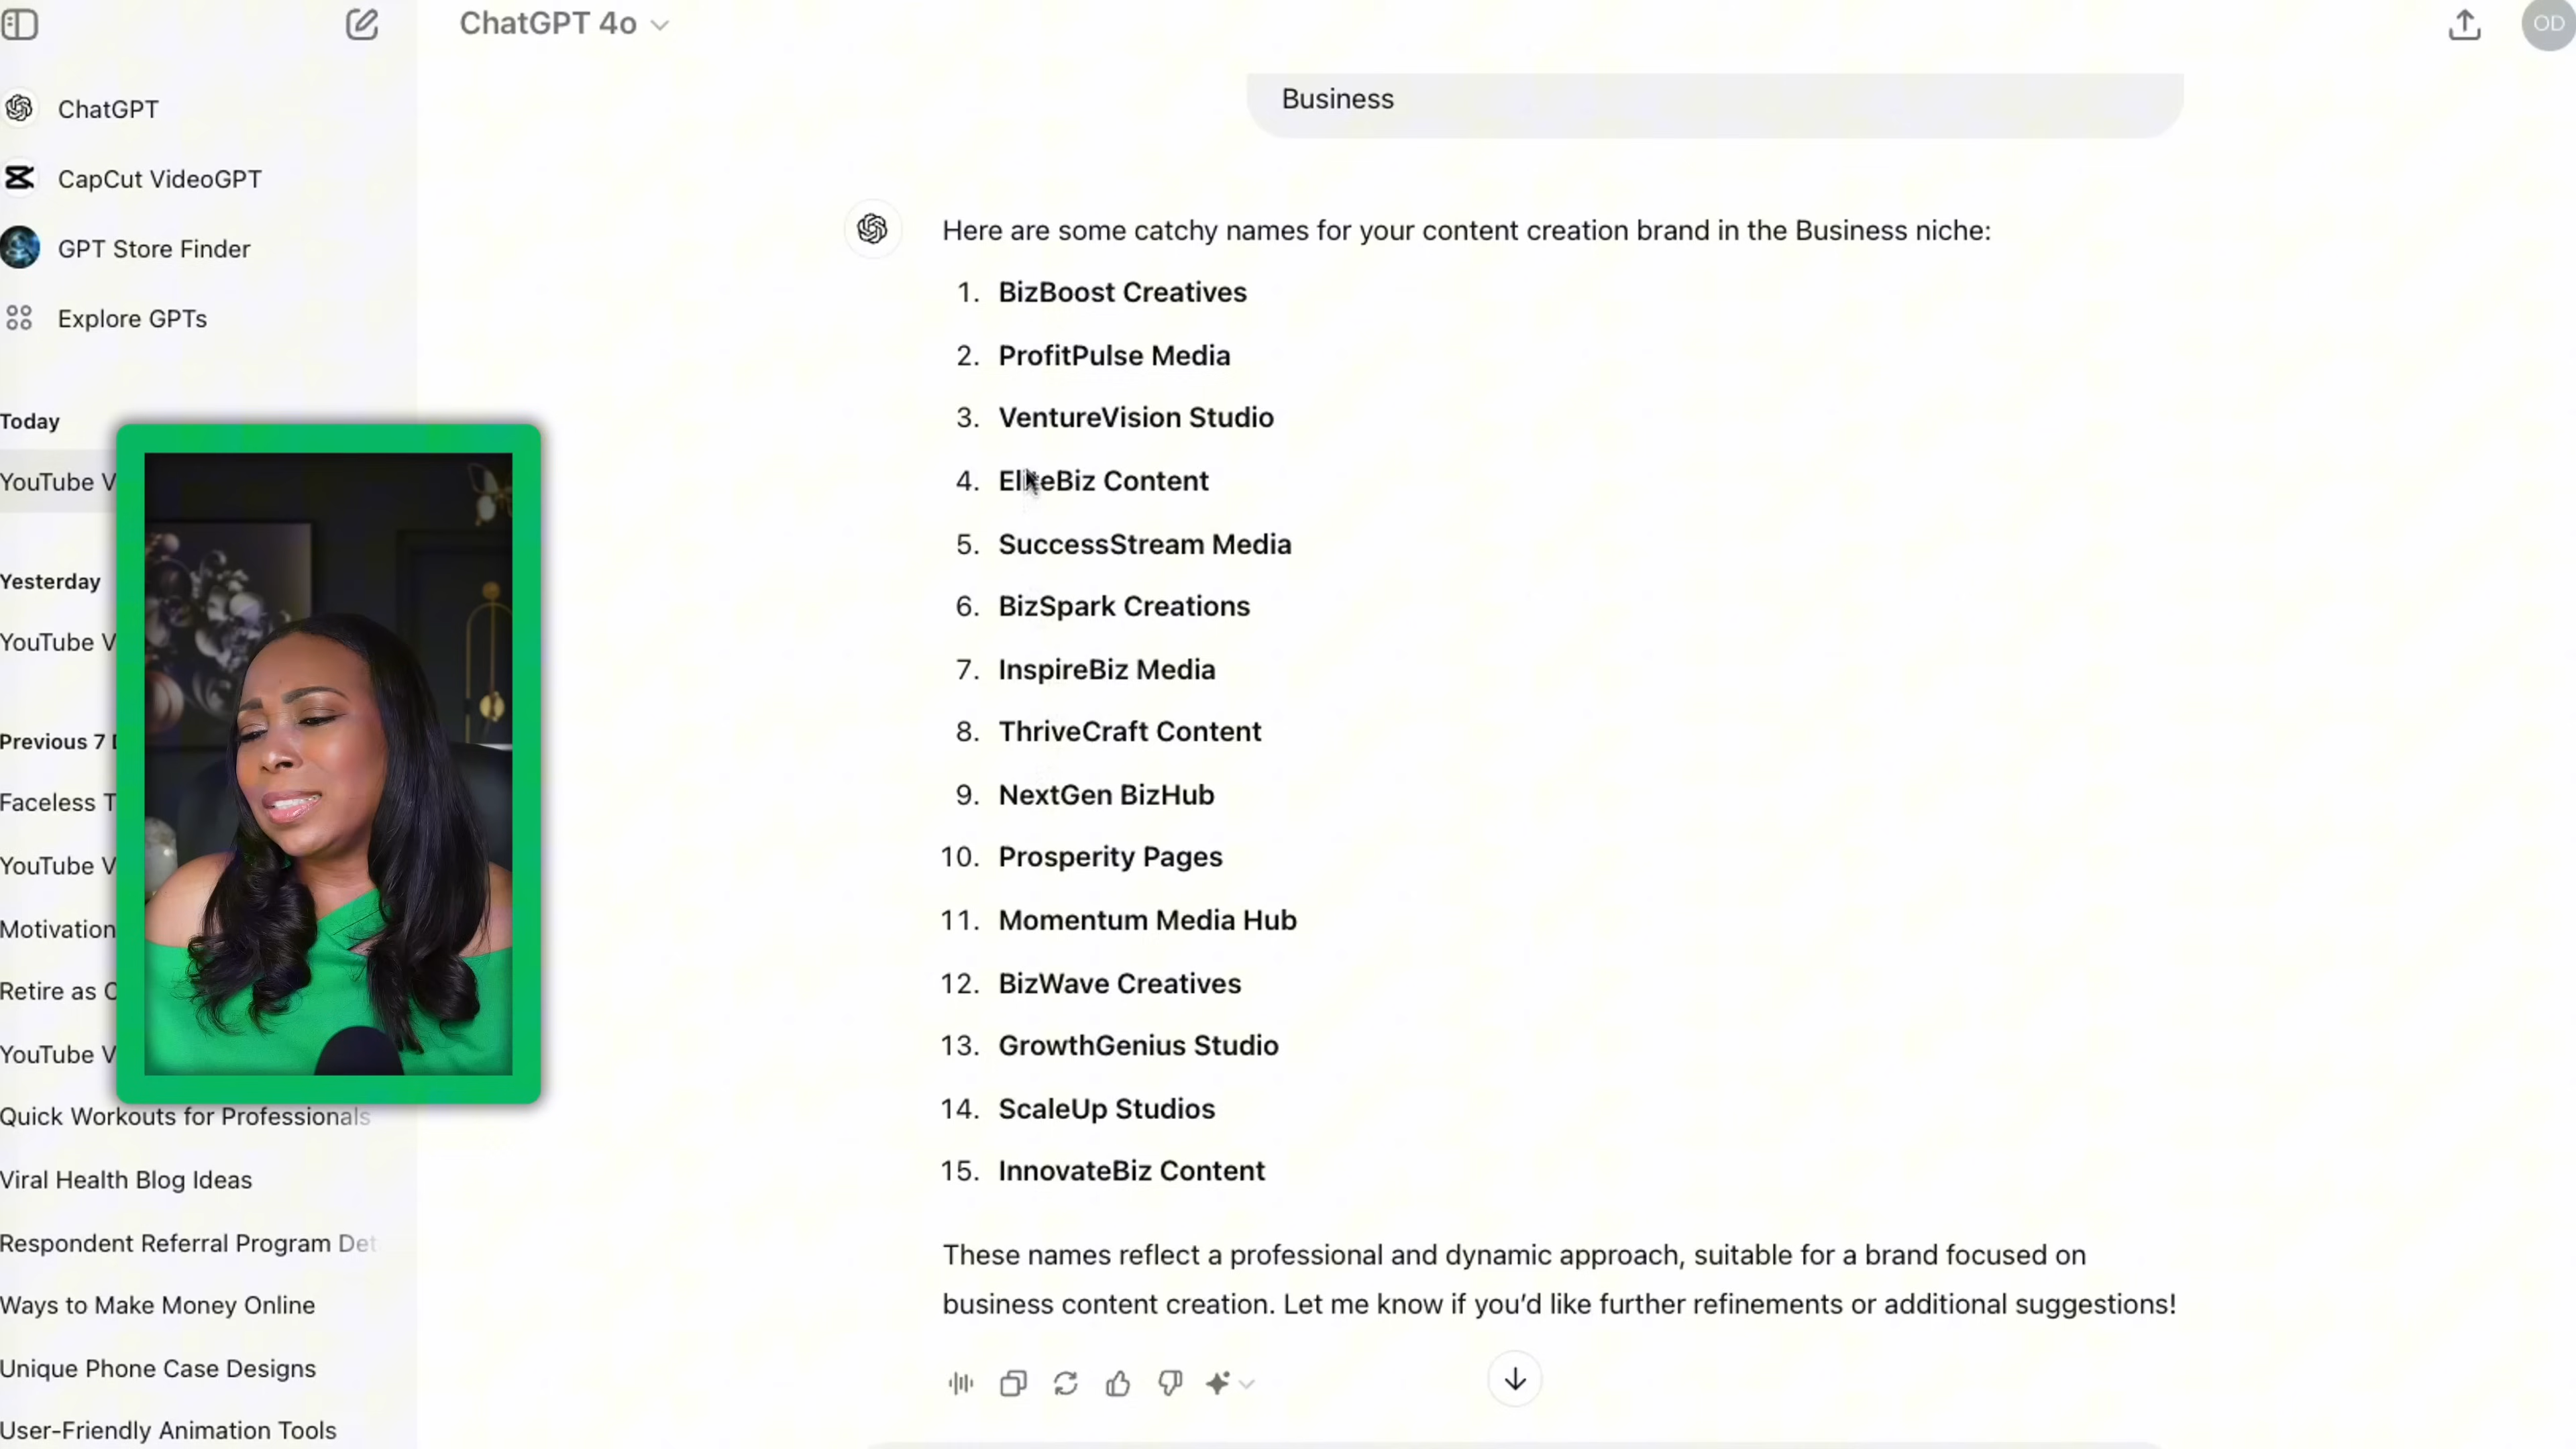 ChatGPT 4o
OD
ChatGPT
CapCut VideoGPT
GPT Store Finder
Explore GPTs
Today
YouTube V
Yesterday
YouTube V
Previous 7
Faceless T
YouTube V
Motivation
Retire as C
YouTube V
Quick Workouts for Professionals
Viral Health Blog Ideas
Respondent Referral Program Det
Ways to Make Money Online
Unique Phone Case Designs
User-Friendly Animation Tools
Business
Here are some catchy names for your content creation brand in the Business niche:
1. BizBoost Creatives
2. ProfitPulse Media
3. VentureVision Studio
4. EliteBiz Content
5. SuccessStream Media
6. BizSpark Creations
7. InspireBiz Media
8. ThriveCraft Content
9. NextGen BizHub
10. Prosperity Pages
11. Momentum Media Hub
12. BizWave Creatives
13. GrowthGenius Studio
14. ScaleUp Studios
15. InnovateBiz Content
These names reflect a professional and dynamic approach, suitable for a brand focused on
business content creation. Let me know if you’d like further refinements or additional suggestions!